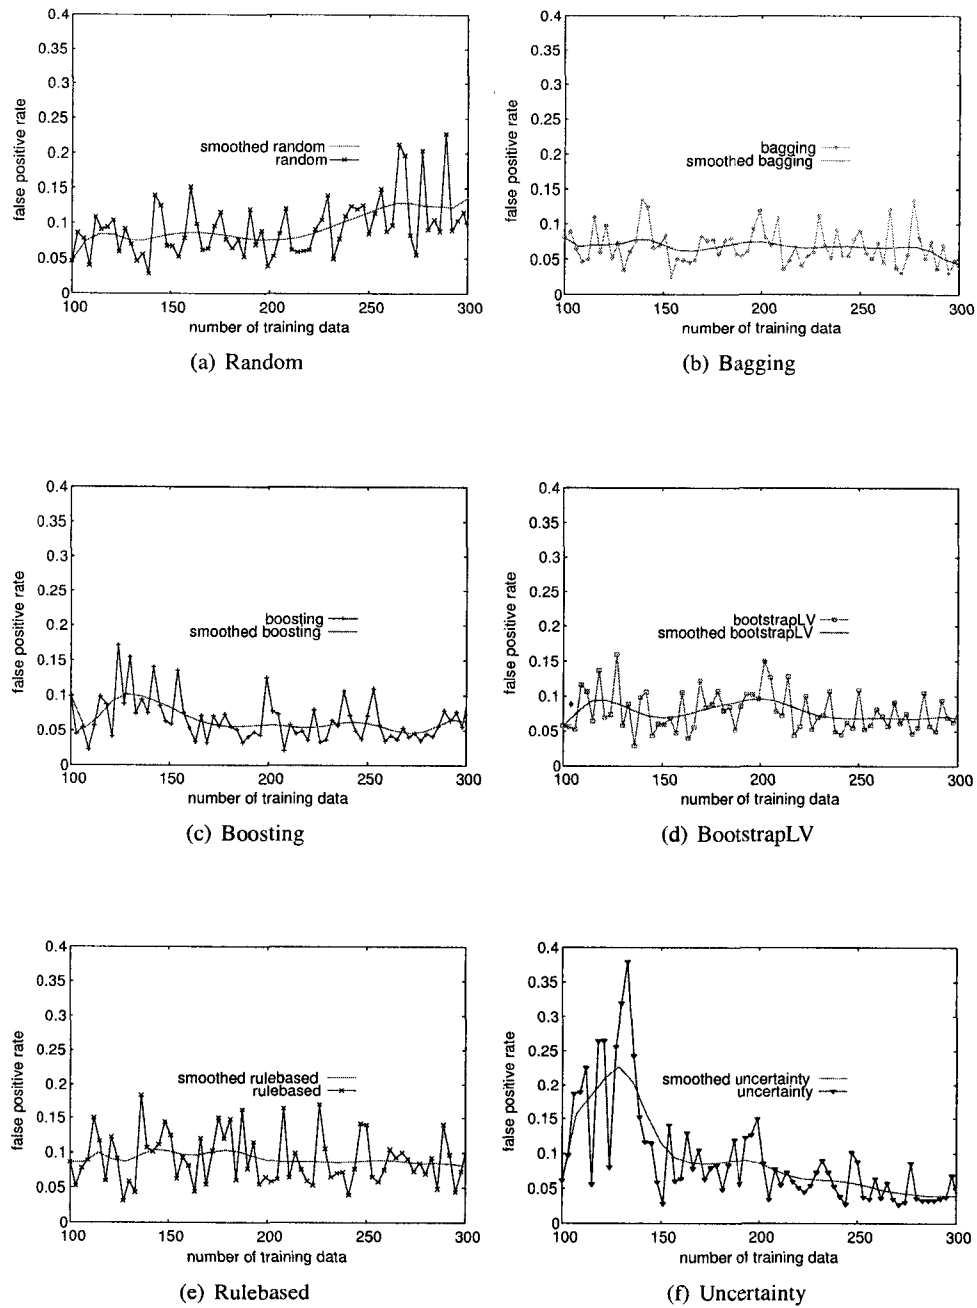 0.4
0.35
0.3
0.25
0.2
0.15
0.1
0.05
0
false positive rate
smoothed random
random
100 150 200 250 300
number of training data
(a) Random
0.4
0.35
0.3
0.25
0.2
0.15
0.1
0.05
0
false positive rate
bagging
smoothed bagging
100 150 200 250 300
number of training data
(b) Bagging
0.4
0.35
0.3
0.25
0.2
0.15
0.1
0.05
0
false positive rate
boosting
smoothed boosting
100 150 200 250 300
number of training data
(c) Boosting
0.4
0.35
0.3
0.25
0.2
0.15
0.1
0.05
0
false positive rate
bootstrapLV
smoothed bootstrapLV
100 150 200 250 300
number of training data
(d) BootstrapLV
0.4
0.35
0.3
0.25
0.2
0.15
0.1
0.05
0
false positive rate
smoothed rulebased
rulebased
100 150 200 250 300
number of training data
(e) Rulebased
0.4
0.35
0.3
0.25
0.2
0.15
0.1
0.05
0
false positive rate
smoothed uncertainty
uncertainty
100 150 200 250 300
number of training data
(f) Uncertainty